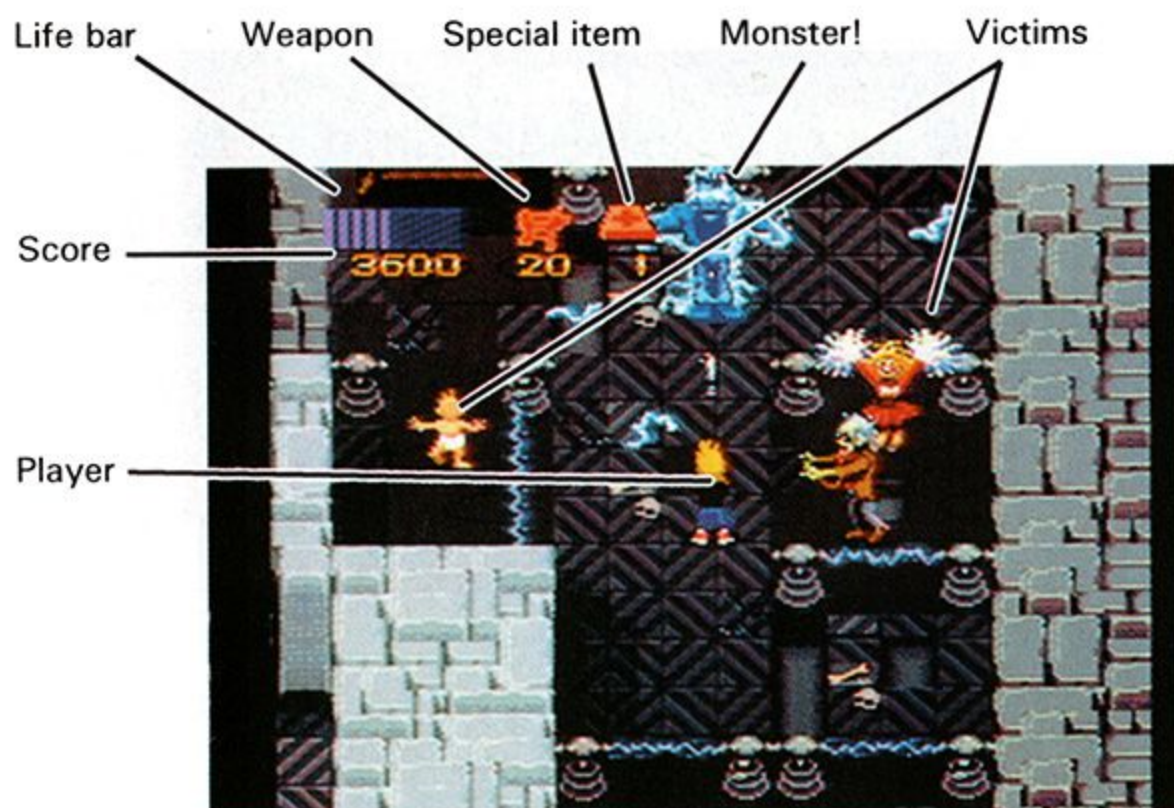 Life bar
Weapon
Special item
Monster!
Victims
Score
3600 20 1
Player